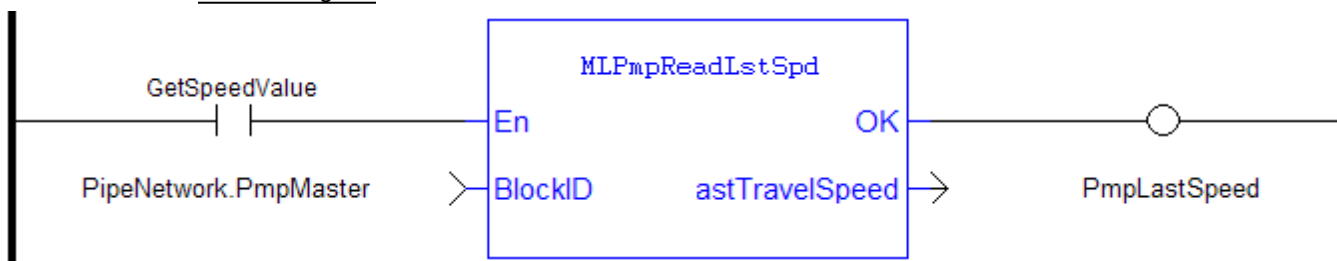 MLPmpReadLstSpd
GetSpeedValue
En OK
PipeNetwork.PmpMaster BlockID astTravelSpeed PmpLastSpeed